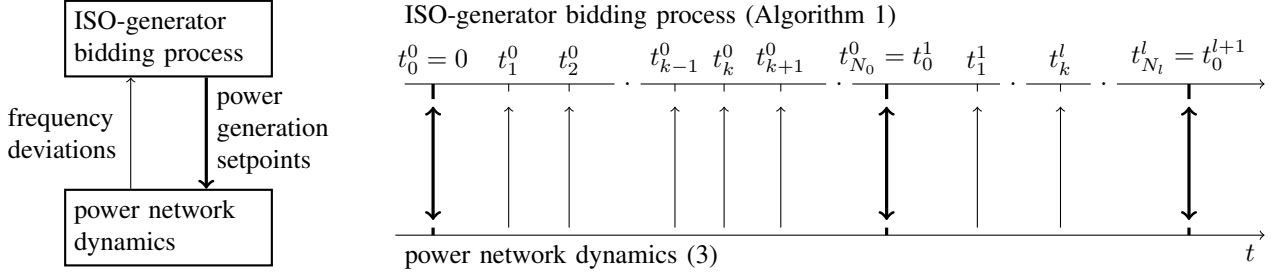 ISO-generator
bidding process
frequency
deviations
power
generation
setpoints
power network
dynamics
ISO-generator bidding process (Algorithm 1)
t_0^0 = 0 t_1^0 t_2^0 · t_{k-1}^0 t_k^0 t_{k+1}^0 · t_{N_0}^0 = t_0^1 t_1^1 · t_k^l · t_{N_l}^l = t_0^{l+1}
power network dynamics (3) t